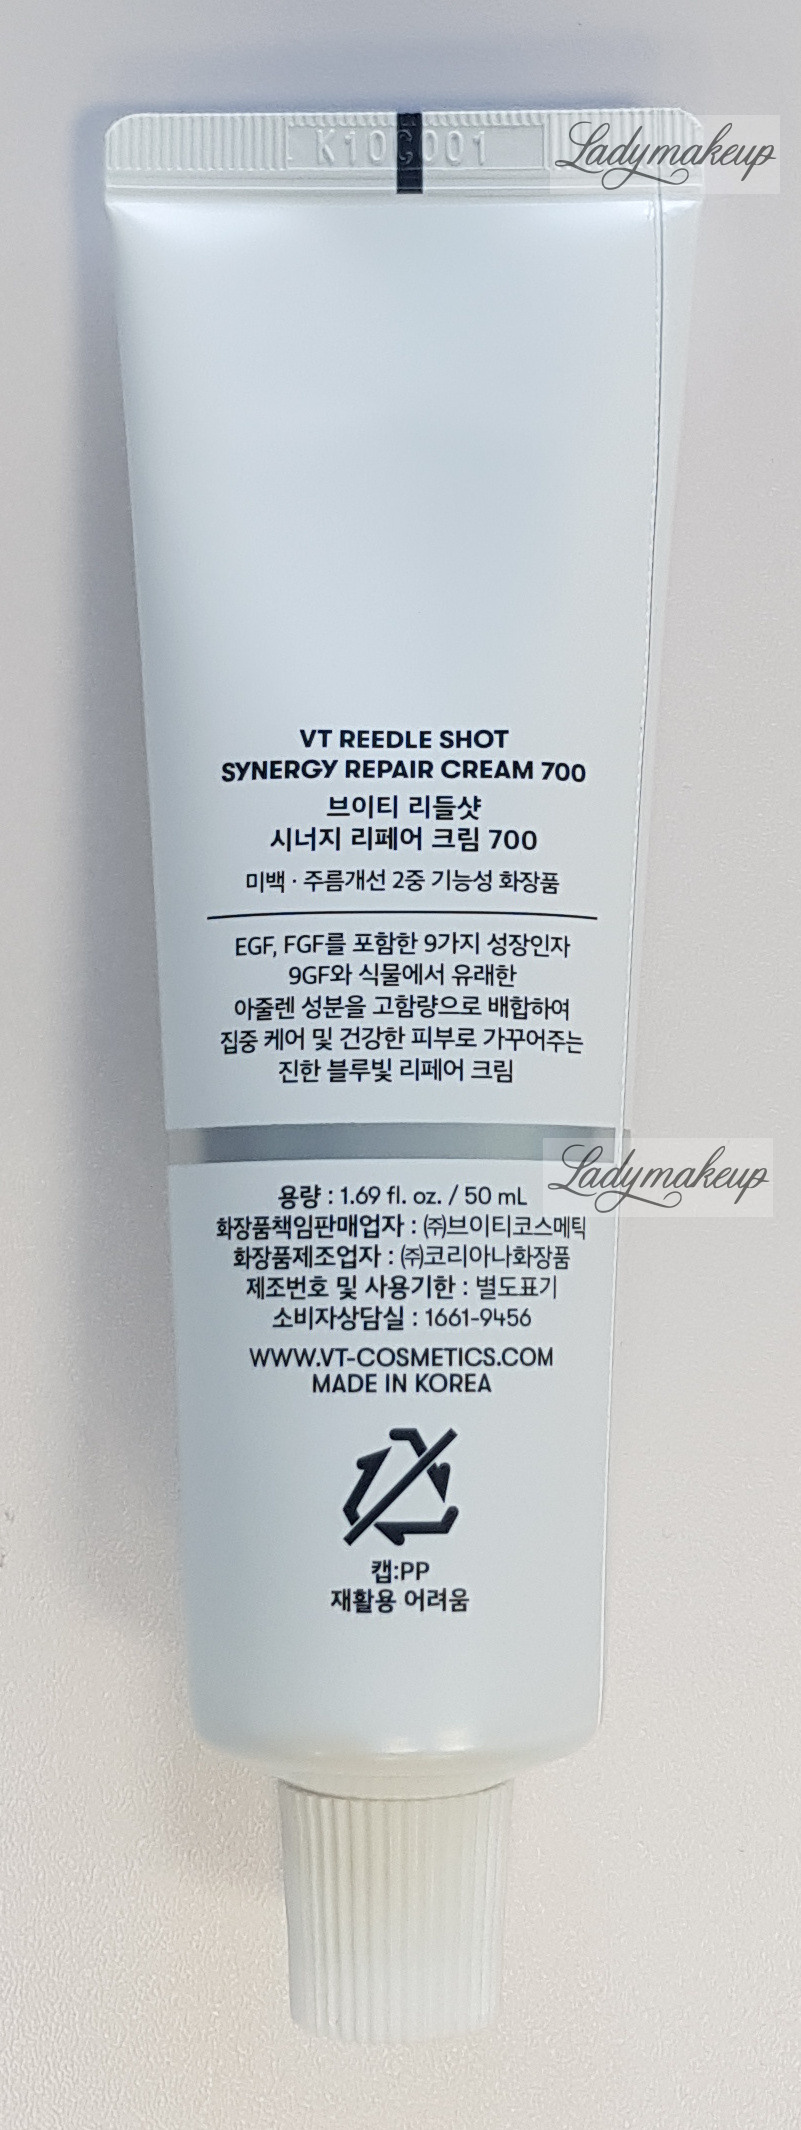 K10C001
Ladymakeup
VT REEDLE SHOT
SYNERGY REPAIR CREAM 700
브이티 리들샷
시너지 리페어 크림 700
미백 · 주름개선 2중 기능성 화장품
EGF, FGF를 포함한 9가지 성장인자
9GF와 식물에서 유래한
아줄렌 성분을 고함량으로 배합하여
집중 케어 및 건강한 피부로 가꾸어주는
진한 블루빛 리페어 크림
Ladymakeup
용량 : 1.69 fl. oz. / 50 mL
화장품책임판매업자 : ㈜브이티코스메틱
화장품제조업자 : ㈜코리아나화장품
제조번호 및 사용기한 : 별도표기
소비자상담실 : 1661-9456
WWW.VT-COSMETICS.COM
MADE IN KOREA
캡:PP
재활용 어려움